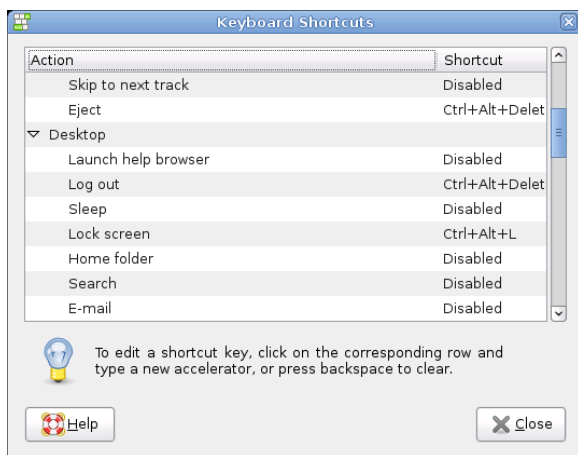 Keyboard Shortcuts
Action Shortcut
Skip to next track Disabled
Eject Ctrl+Alt+Delet
Desktop
Launch help browser Disabled
Log out Ctrl+Alt+Delet
Sleep Disabled
Lock screen Ctrl+Alt+L
Home folder Disabled
Search Disabled
E-mail Disabled
To edit a shortcut key, click on the corresponding row and
type a new accelerator, or press backspace to clear.
Help Close